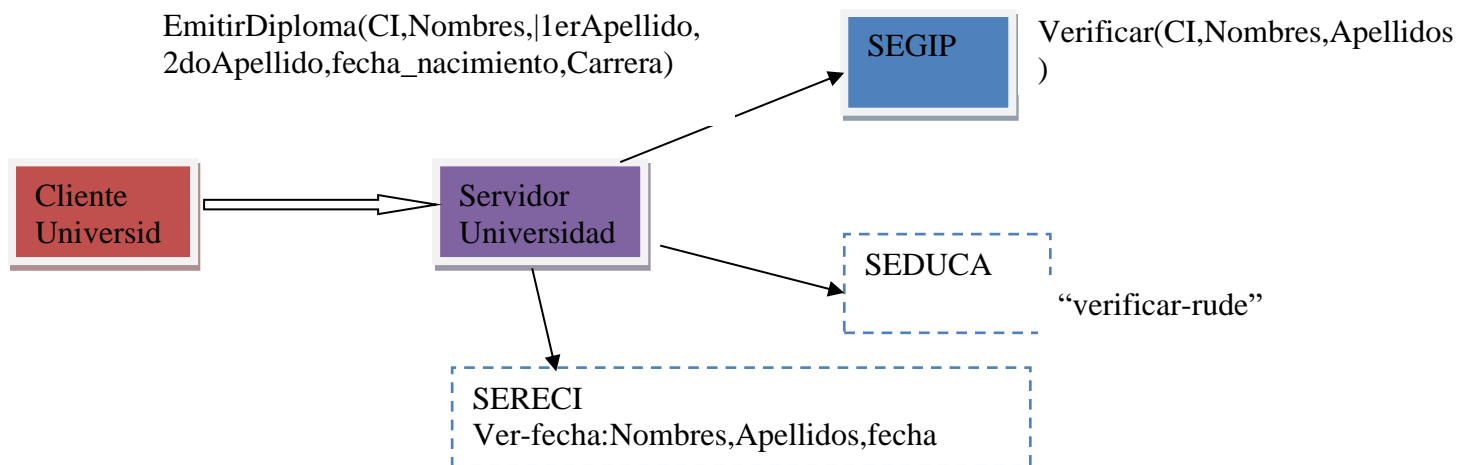 EmitirDiploma(CI,Nombres,|1erApellido,
2doApellido,fecha_nacimiento,Carrera)
SEGIP
Verificar(CI,Nombres,Apellidos
)
Cliente
Universid
Servidor
Universidad
SEDUCA
“verificar-rude”
SERECI
Ver-fecha:Nombres,Apellidos,fecha